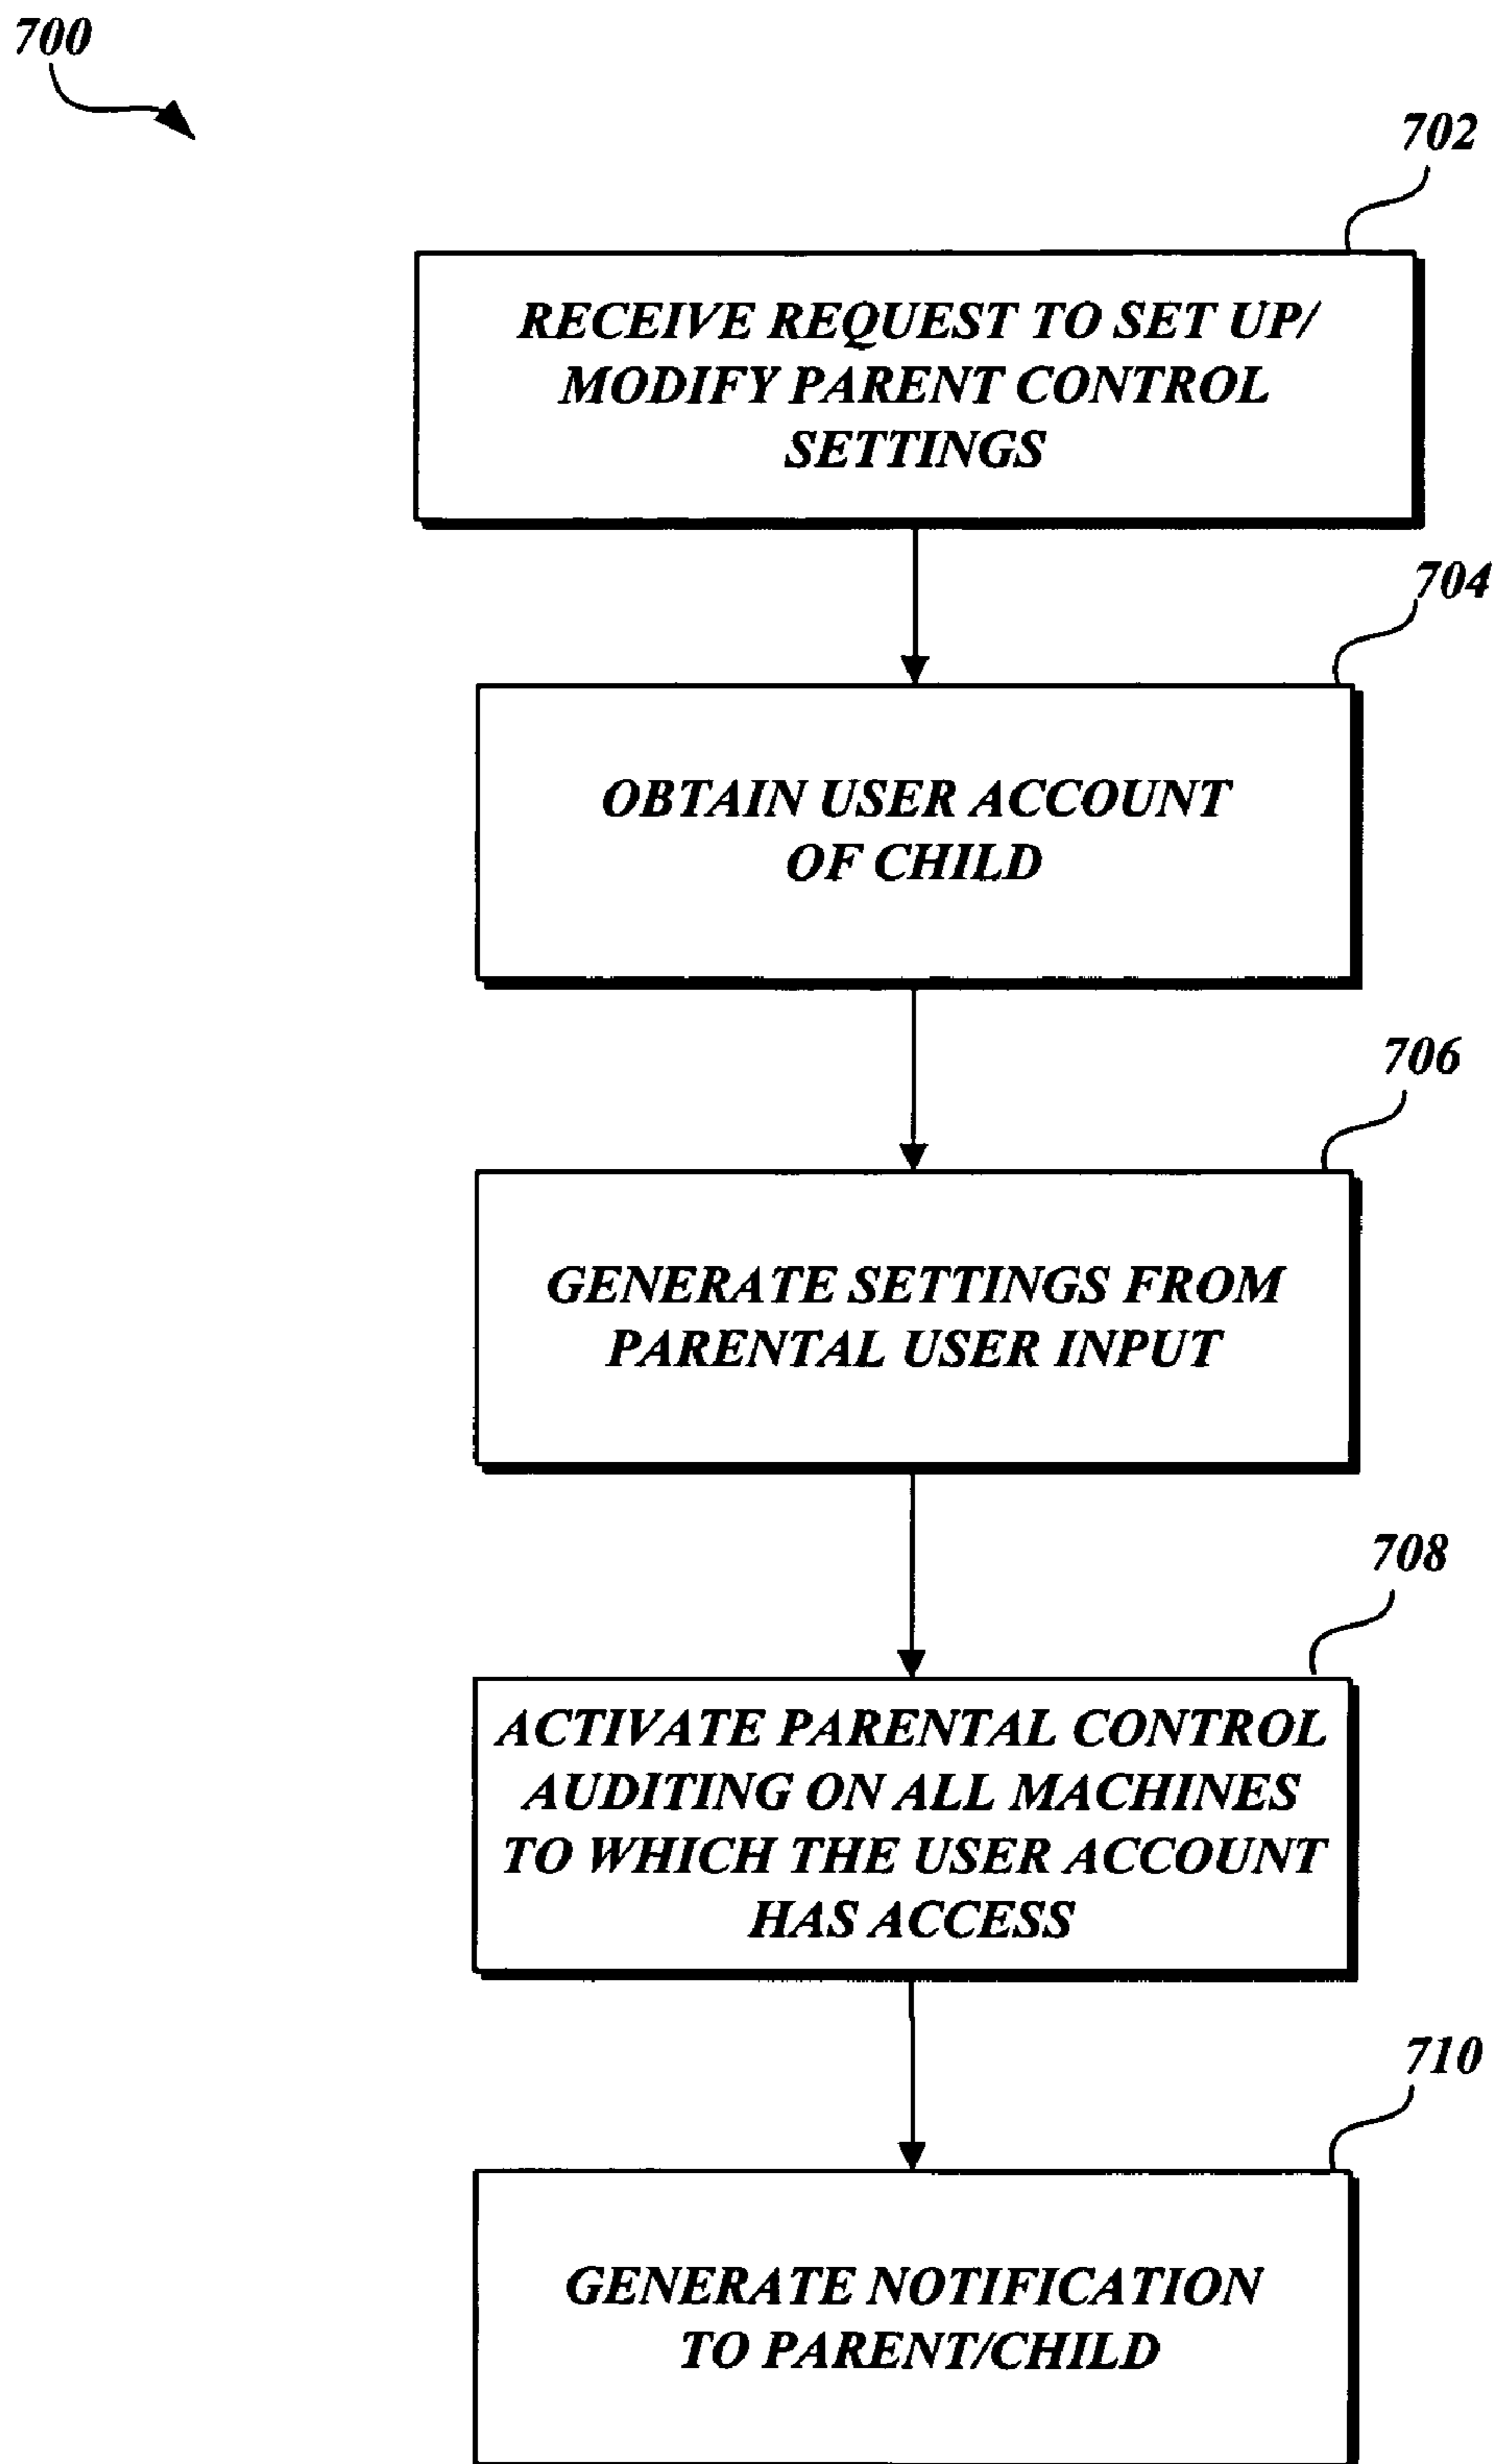 700
702
RECEIVE REQUEST TO SET UP/
MODIFY PARENT CONTROL
SETTINGS
704
OBTAIN USER ACCOUNT
OF CHILD
706
GENERATE SETTINGS FROM
PARENTAL USER INPUT
708
ACTIVATE PARENTAL CONTROL
AUDITING ON ALL MACHINES
TO WHICH THE USER ACCOUNT
HAS ACCESS
710
GENERATE NOTIFICATION
TO PARENT/CHILD